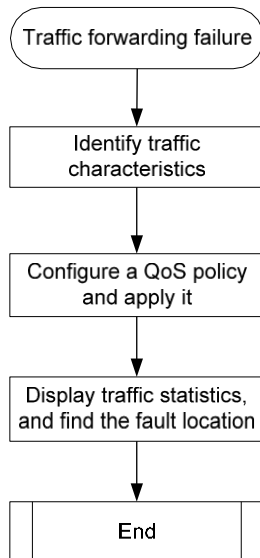 Traffic forwarding failure
Identify traffic
characteristics
Configure a QoS policy
and apply it
Display traffic statistics,
and find the fault location
End